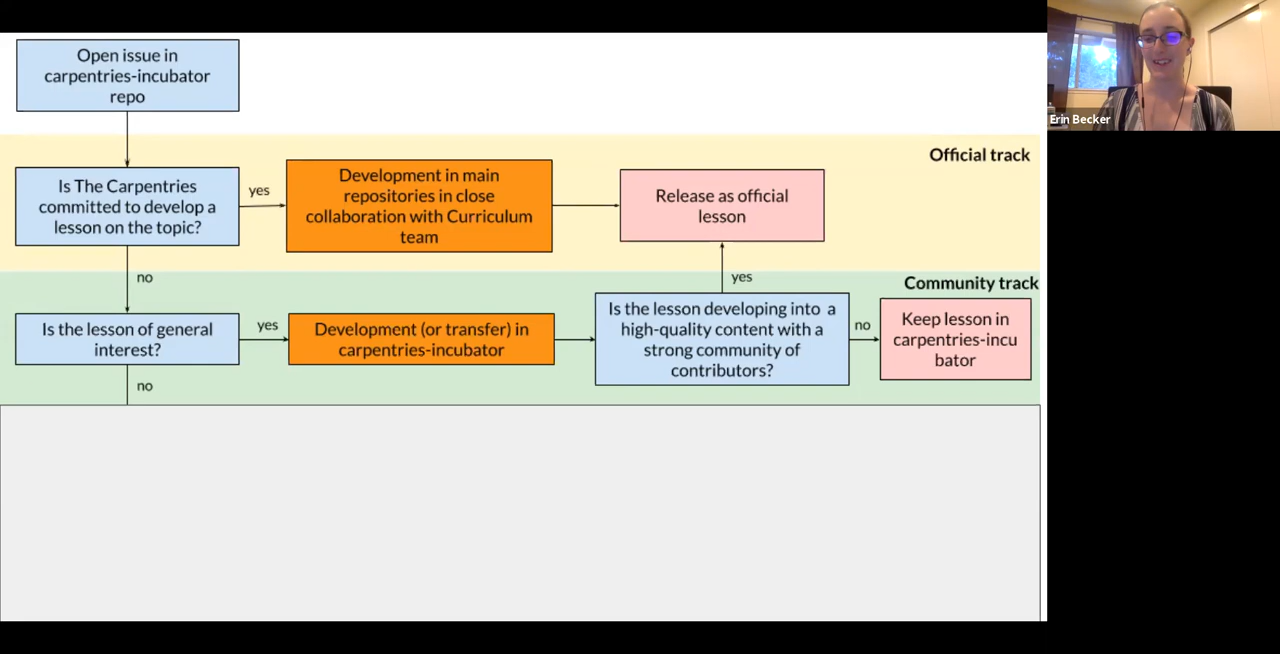 Open issue in
carpentries-incubator
repo
Erin Becker
Official track
Is The Carpentries
committed to develop a
lesson on the topic?
yes
Development in main
repositories in close
collaboration with Curriculum
team
Release as official
lesson
no
yes
Community track
Is the lesson of general
interest?
yes
Development (or transfer) in
carpentries-incubator
Is the lesson developing into a
high-quality content with a
strong community of
contributors?
no
Keep lesson in
carpentries-incu
bator
no